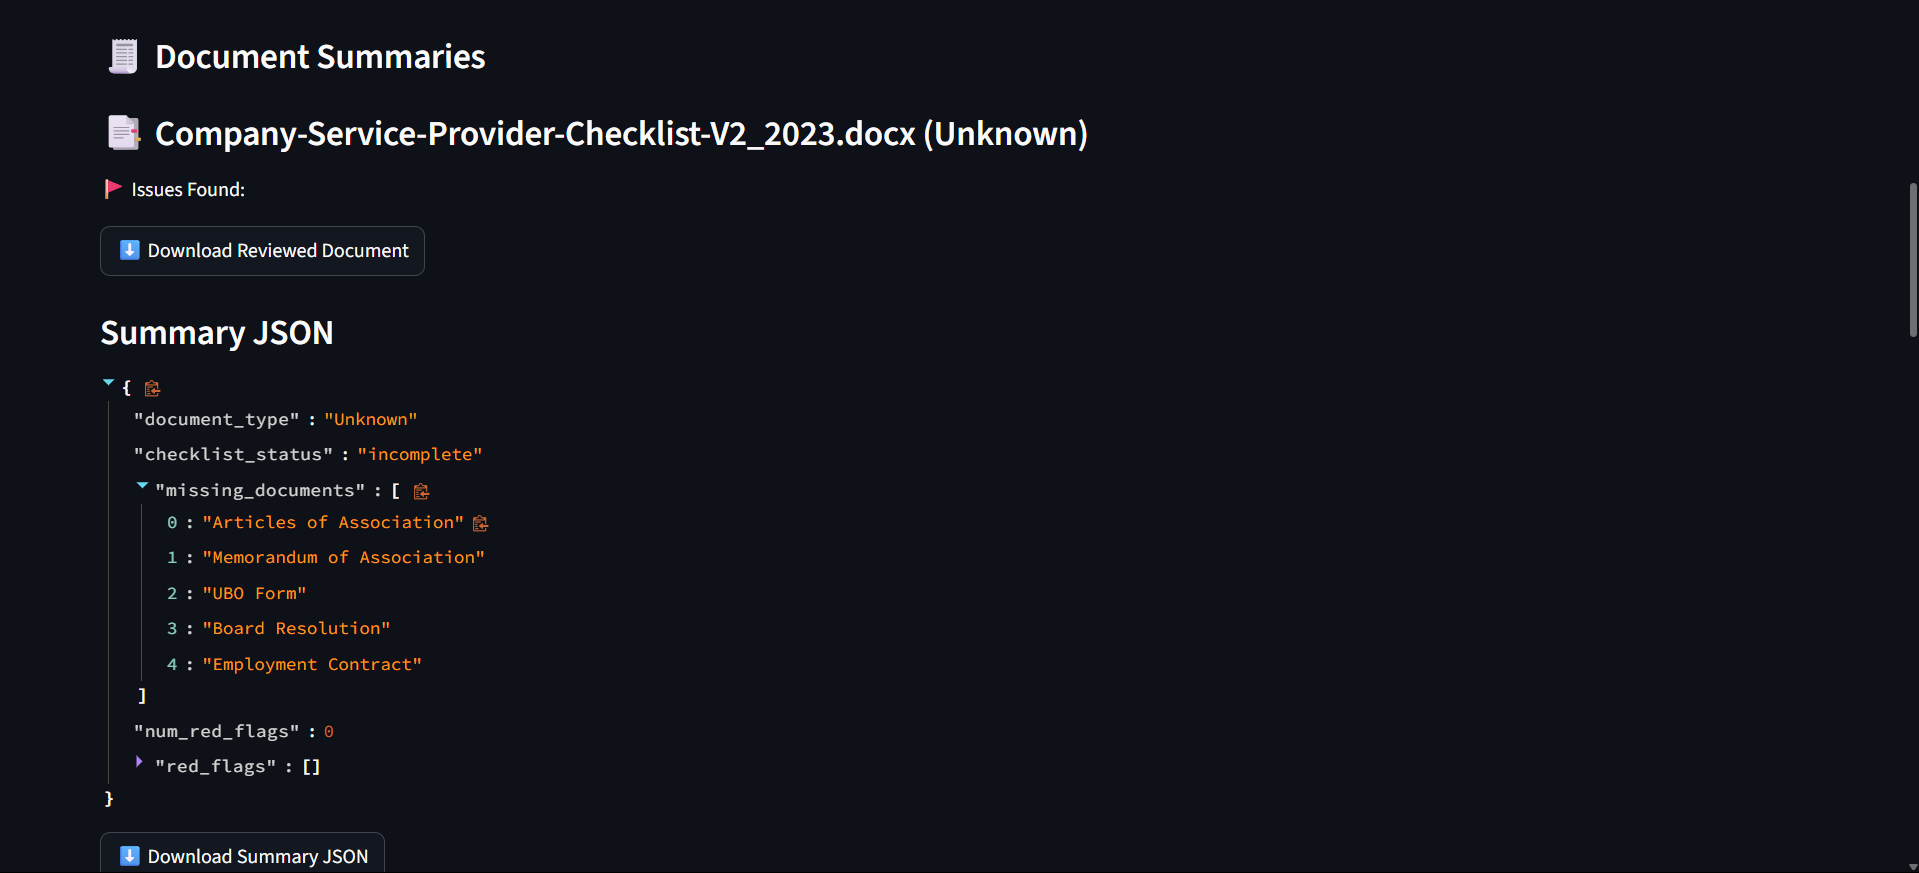 Document Summaries
Company-Service-Provider-Checklist-V2_2023.docx (Unknown)
Issues Found:
Download Reviewed Document
Summary JSON
{
"document_type" : "Unknown"
"checklist_status" : "incomplete"
"missing_documents" : [
0 : "Articles of Association"
1 : "Memorandum of Association"
2 : "UBO Form"
3 : "Board Resolution"
4 : "Employment Contract"
]
"num_red_flags" : 0
"red_flags" : []
}
Download Summary JSON